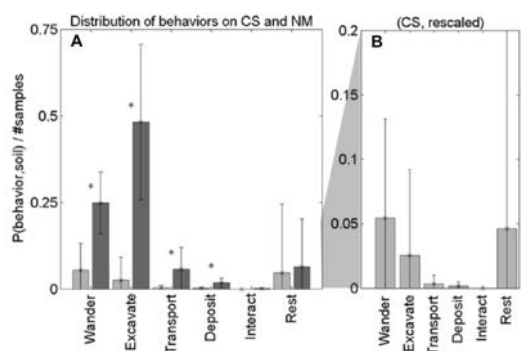 Distribution of behaviors on CS and NM
(CS, rescaled)
A
B
P(behavior,soil) / #samples
0.75
0.5
0.25
0
0.2
0.15
0.1
0.05
0
*
*
*
*
Wander
Excavate
Transport
Deposit
Interact
Rest
Wander
Excavate
Transport
Deposit
Interact
Rest